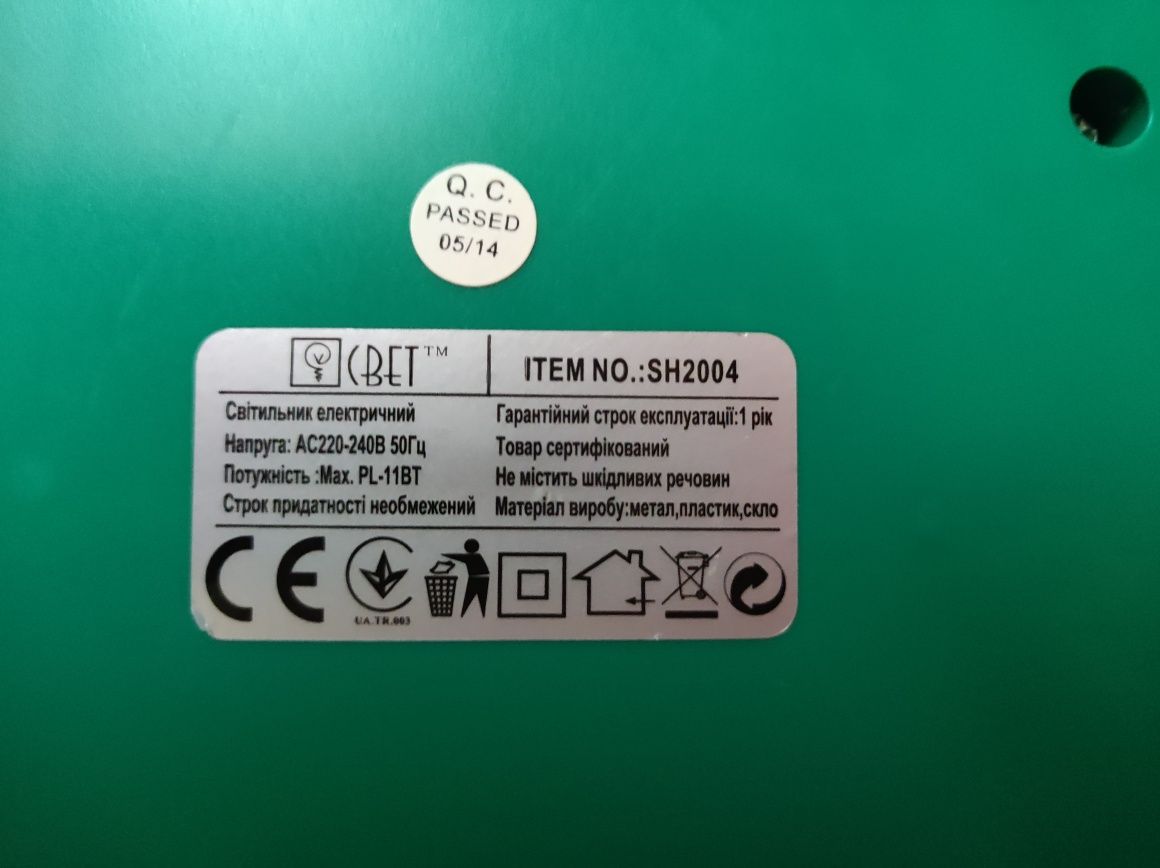 Q. C.
PASSED
05/14
СВЕТ™
ITEM NO.:SH2004
Світильник електричний
Напруга: AC220-240В 50Гц
Потужність :Max. PL-11ВТ
Строк придатності необмежений
Гарантійний строк експлуатації:1 рік
Товар сертифікований
Не містить шкідливих речовин
Матеріал виробу:метал,пластик,скло
CE
UA.TR.003